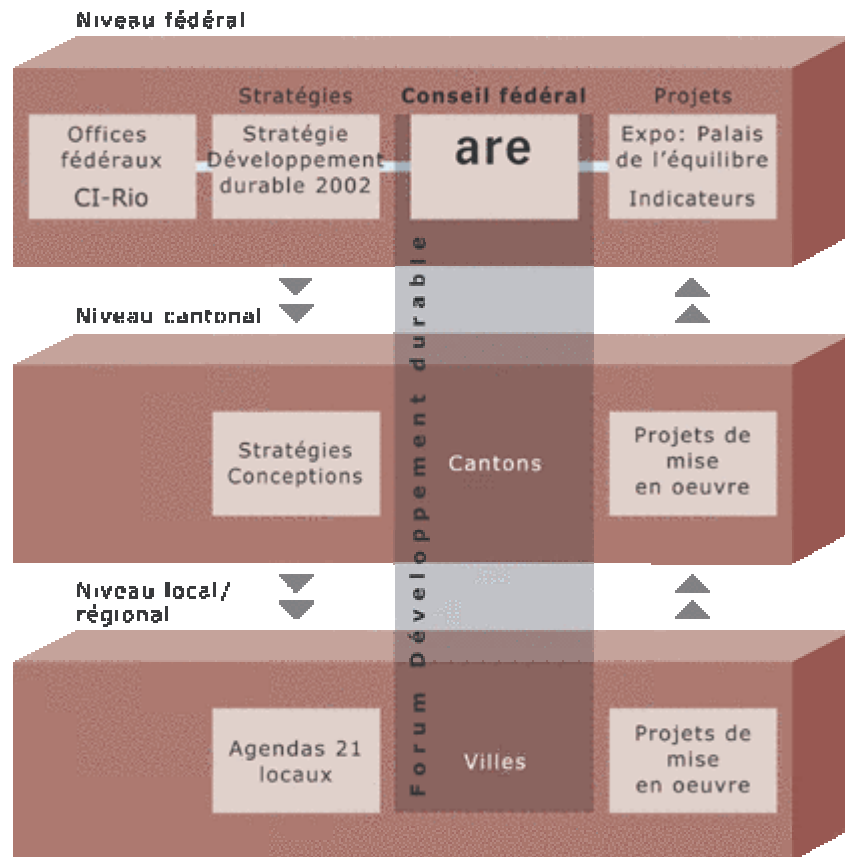 Niveau fédéral
Stratégies
Conseil fédéral
Projets
Offices
fédéraux
CI-Rio
Stratégie
Développement
durable 2002
are
Expo: Palais
de l'équilibre
Indicateurs
Forum Développement durable
Niveau cantonal
Stratégies
Conceptions
Cantons
Projets de
mise
en oeuvre
Niveau local/
régional
Agendas 21
locaux
Villes
Projets de
mise
en oeuvre